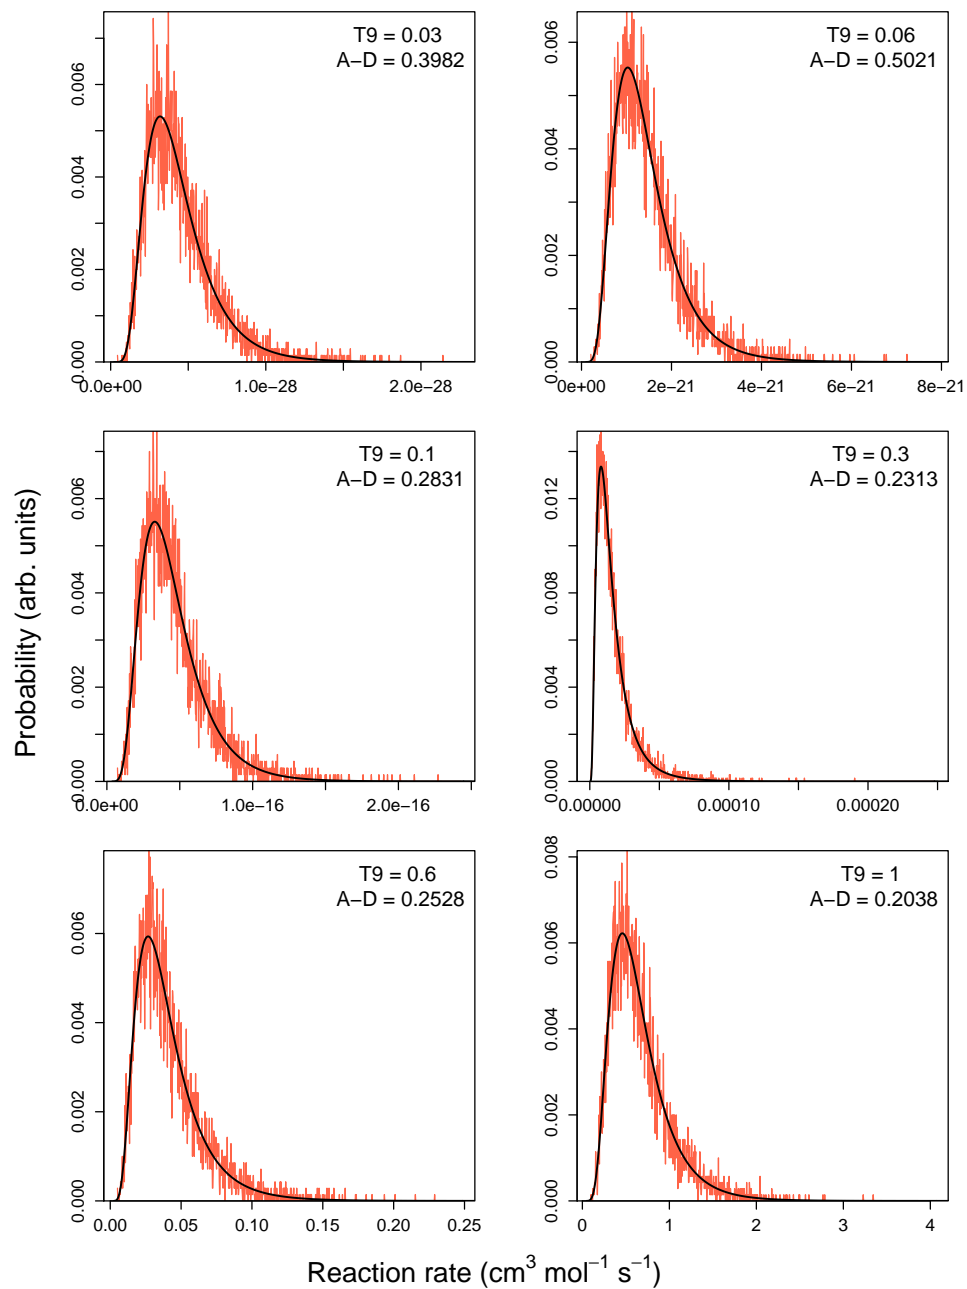 T9 = 0.03
A−D = 0.3982
0.000
0.002
0.004
0.006
0.0e+00
1.0e−28
2.0e−28
T9 = 0.06
A−D = 0.5021
0.000
0.002
0.004
0.006
0e+00
2e−21
4e−21
6e−21
8e−21
T9 = 0.1
A−D = 0.2831
0.000
0.002
0.004
0.006
0.0e+00
1.0e−16
2.0e−16
T9 = 0.3
A−D = 0.2313
0.000
0.004
0.008
0.012
0.00000
0.00010
0.00020
T9 = 0.6
A−D = 0.2528
0.000
0.002
0.004
0.006
0.00
0.05
0.10
0.15
0.20
0.25
T9 = 1
A−D = 0.2038
0.000
0.002
0.004
0.006
0.008
0
1
2
3
4
Probability (arb. units)
Reaction rate (cm³ mol⁻¹ s⁻¹)